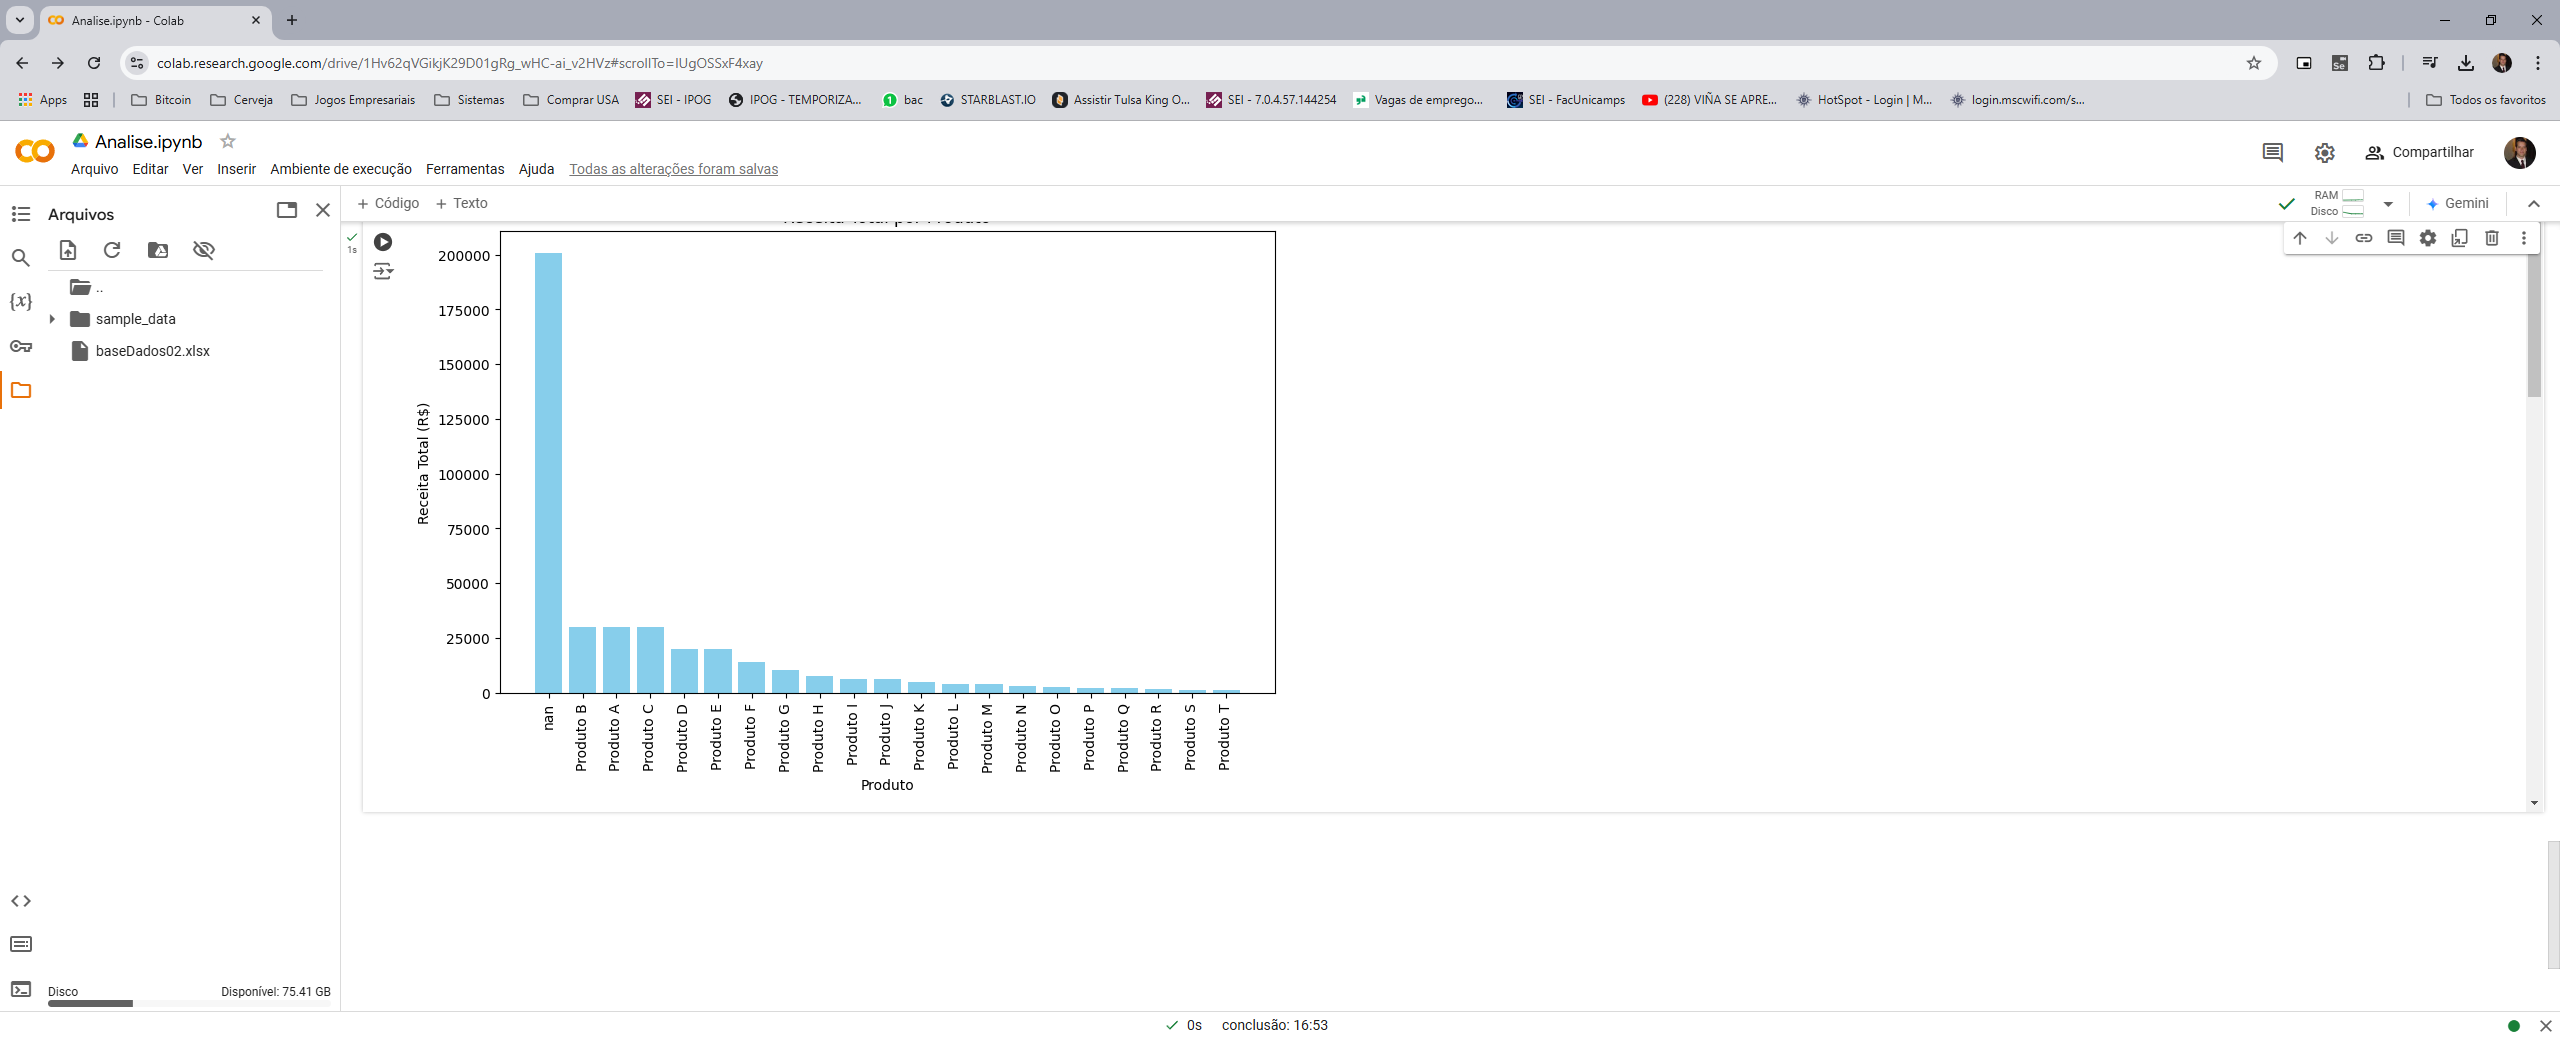 Analise.ipynb - Colab
colab.research.google.com/drive/1Hv62qVGikjK29D01gRg_wHC-ai_v2HVz#scrollTo=IUgOSSxF4xay
Apps Bitcoin Cerveja Jogos Empresariais Sistemas Comprar USA SEI - IPOG IPOG - TEMPORIZA... bac STARBLAST.IO Assistir Tulsa King O... SEI - 7.0.4.57.144254 Vagas de emprego... SEI - FacUnicamps (228) VIÑA SE APRE... HotSpot - Login | M... login.mscwifi.com/s... Todos os favoritos
Analise.ipynb
Arquivo Editar Ver Inserir Ambiente de execução Ferramentas Ajuda Todas as alterações foram salvas
Compartilhar
Arquivos
+ Código + Texto
RAM
Disco
Gemini
..
sample_data
baseDados02.xlsx
Disco Disponível: 75.41 GB
1s
Receita Total por Produto
200000
175000
150000
125000
100000
75000
50000
25000
0
Receita Total (R$)
nan
Produto B
Produto A
Produto C
Produto D
Produto E
Produto F
Produto G
Produto H
Produto I
Produto J
Produto K
Produto L
Produto M
Produto N
Produto O
Produto P
Produto Q
Produto R
Produto S
Produto T
Produto
0s conclusão: 16:53